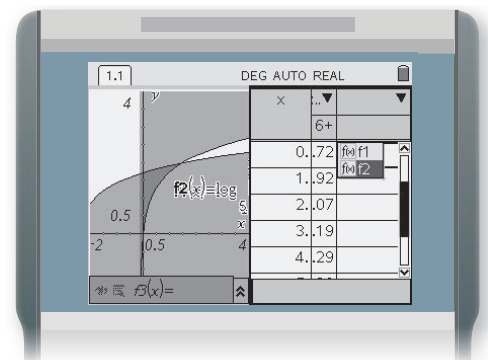 1.1 DEG AUTO REAL
4 y
f2(x)=log
5
x
0.5
-2 0.5 4
f3(x)=
x :..▼ ▼
6+
0. .72 f(x) f1
1. .92 f(x) f2
2. .07
3. .19
4. .29